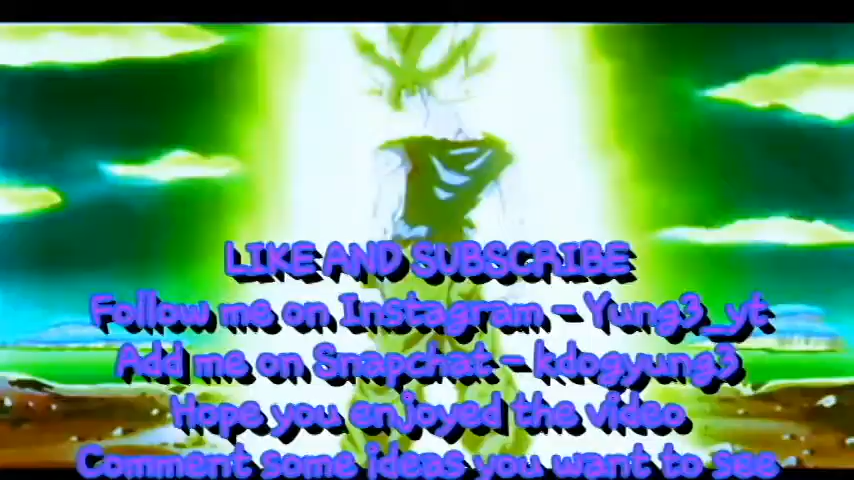 LIKE AND SUBSCRIBE
Follow me on Instagram - Yung3_yt
Add me on Snapchat - kdogyung3
Hope you enjoyed the video
Comment some ideas you want to see